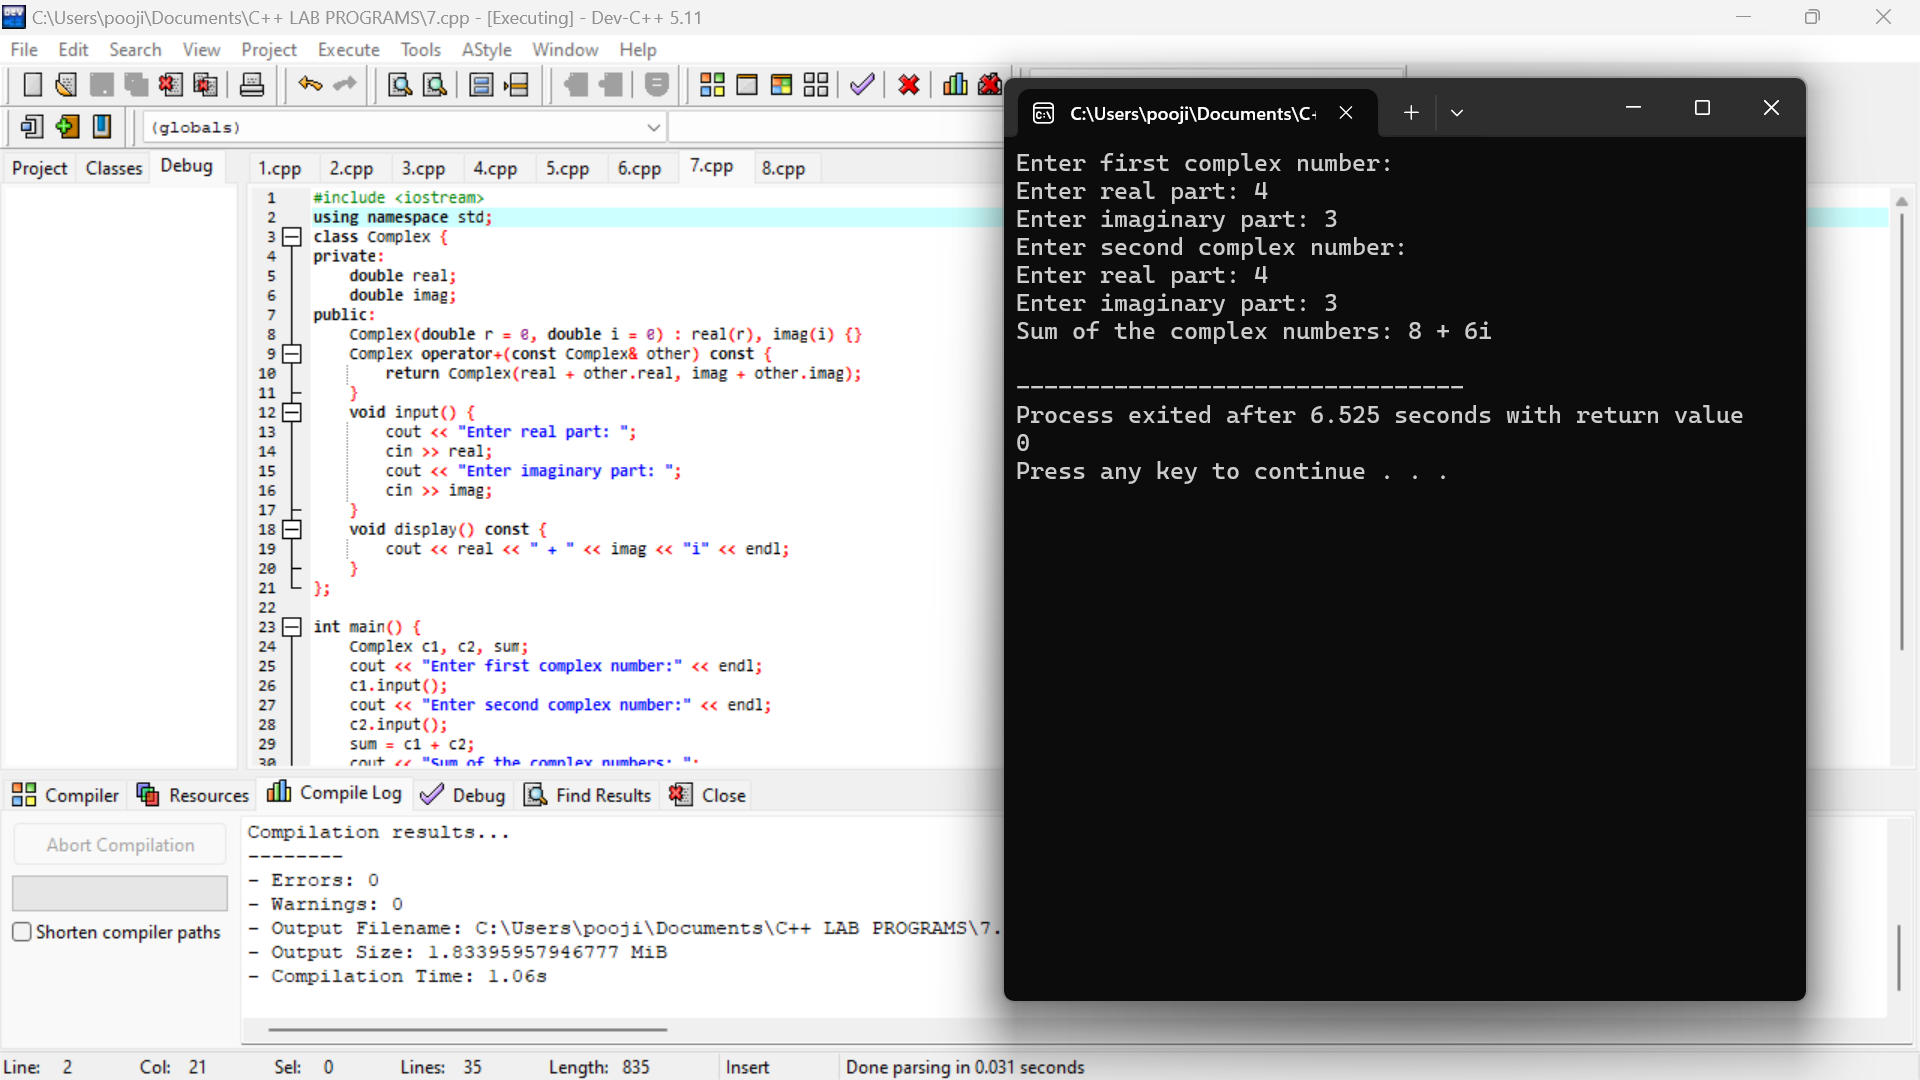 C:\Users\pooji\Documents\C++ LAB PROGRAMS\7.cpp - [Executing] - Dev-C++ 5.11
File Edit Search View Project Execute Tools AStyle Window Help
(globals)
Project Classes Debug
1.cpp 2.cpp 3.cpp 4.cpp 5.cpp 6.cpp 7.cpp 8.cpp
1 #include <iostream>
2 using namespace std;
3 class Complex {
4 private:
5 double real;
6 double imag;
7 public:
8 Complex(double r = 0, double i = 0) : real(r), imag(i) {}
9 Complex operator+(const Complex& other) const {
10 return Complex(real + other.real, imag + other.imag);
11 }
12 void input() {
13 cout << "Enter real part: ";
14 cin >> real;
15 cout << "Enter imaginary part: ";
16 cin >> imag;
17 }
18 void display() const {
19 cout << real << " + " << imag << "i" << endl;
20 }
21 };
22
23 int main() {
24 Complex c1, c2, sum;
25 cout << "Enter first complex number:" << endl;
26 c1.input();
27 cout << "Enter second complex number:" << endl;
28 c2.input();
29 sum = c1 + c2;
30 cout << "Sum of the complex numbers: ";
C:\Users\pooji\Documents\C+
Enter first complex number:
Enter real part: 4
Enter imaginary part: 3
Enter second complex number:
Enter real part: 4
Enter imaginary part: 3
Sum of the complex numbers: 8 + 6i
--------------------------------
Process exited after 6.525 seconds with return value
0
Press any key to continue . . .
Compiler Resources Compile Log Debug Find Results Close
Abort Compilation
Shorten compiler paths
Compilation results...
--------
- Errors: 0
- Warnings: 0
- Output Filename: C:\Users\pooji\Documents\C++ LAB PROGRAMS\7.
- Output Size: 1.83395957946777 MiB
- Compilation Time: 1.06s
Line: 2 Col: 21 Sel: 0 Lines: 35 Length: 835 Insert Done parsing in 0.031 seconds